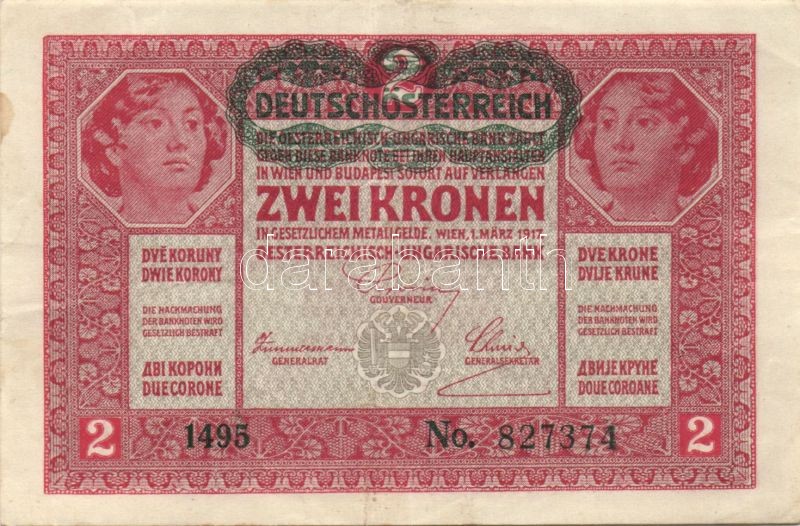 2
DEUTSCHÖSTERREICH
DIE OESTERREICHISCH-UNGARISCHE BANK ZAHLT
GEGEN DIESE BANKNOTE BEI IHREN HAUPTANSTALTEN
IN WIEN UND BUDAPEST SOFORT AUF VERLANGEN
ZWEI KRONEN
IN GESETZLICHEM METALLGELDE. WIEN, 1. MÄRZ 1917
OESTERREICHISCH-UNGARISCHE BANK
GOUVERNEUR
GENERALRAT
GENERALSEKRETÄR
DVĚ KORUNY
DWIE KORONY
DIE NACHMACHUNG
DER BANKNOTEN WIRD
GESETZLICH BESTRAFT
ДВІ КОРОНИ
DUE CORONE
DVE KRONE
DVIJE KRUNE
DIE NACHMACHUNG
DER BANKNOTEN WIRD
GESETZLICH BESTRAFT
ДВИЈЕ КРУНЕ
DOUE COROANE
2
1495
No. 827374
2
darabanth